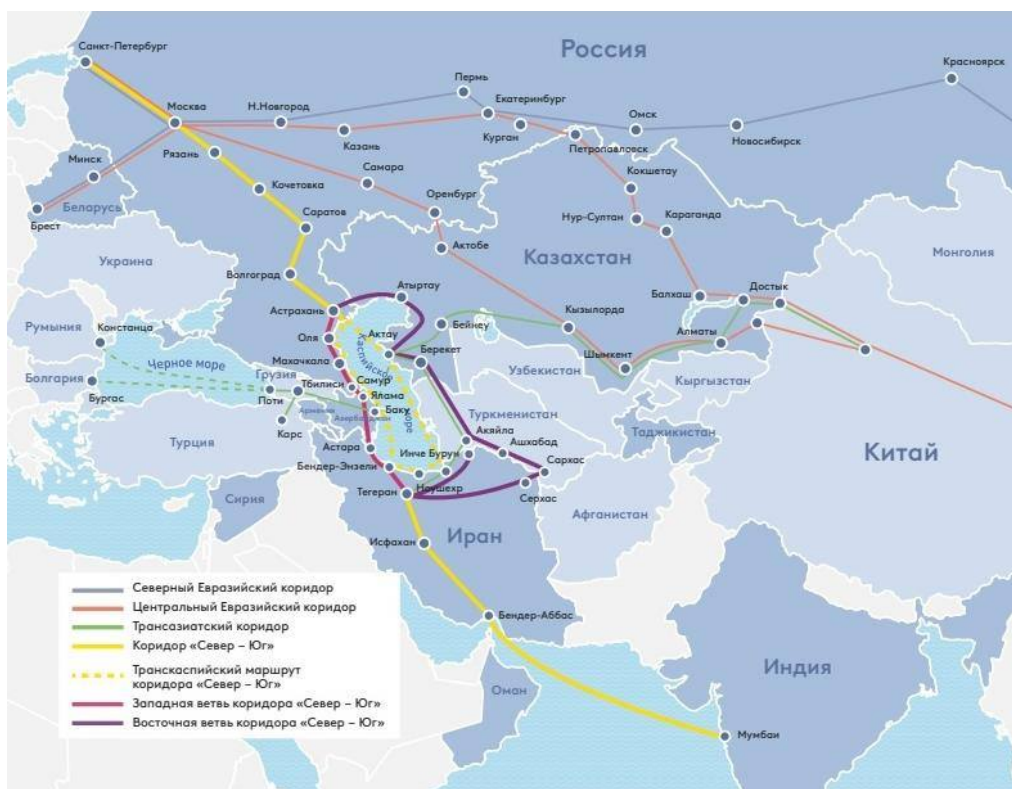 Санкт-Петербург
Россия
Красноярск
Пермь
Москва
Н.Новгород
Екатеринбург
Омск
Новосибирск
Казань
Курган
Петропавловск
Рязань
Минск
Самара
Кокшетау
Кочетовка
Оренбург
Беларусь
Нур-Султан
Караганда
Брест
Саратов
Актобе
Казахстан
Монголия
Украина
Волгоград
Атыртау
Балхаш
Достык
Астрахань
Кызылорда
Румыния
Констанца
Оля
Актау
Бейнеу
Алматы
Каспийское
море
Берекет
Шымкент
Черное море
Махачкала
Узбекистан
Грузия
Тбилиси
Самур
Кыргызстан
Болгария
Бургас
Поти
Ялама
Туркменистан
Армения
Азербайджан
Баку
Карс
Акяйла
Таджикистан
Турция
Астара
Инче Бурун
Ашхабад
Китай
Бендер-Энзели
Сархас
Тегеран
Ноушехр
Серхас
Сирия
Афганистан
Иран
Исфахан
Северный Евразийский коридор
Центральный Евразийский коридор
Трансазиатский коридор
Коридор «Север – Юг»
Транскаспийский маршрут
коридора «Север – Юг»
Западная ветвь коридора «Север – Юг»
Восточная ветвь коридора «Север – Юг»
Бендер-Аббас
Индия
Оман
Мумбаи